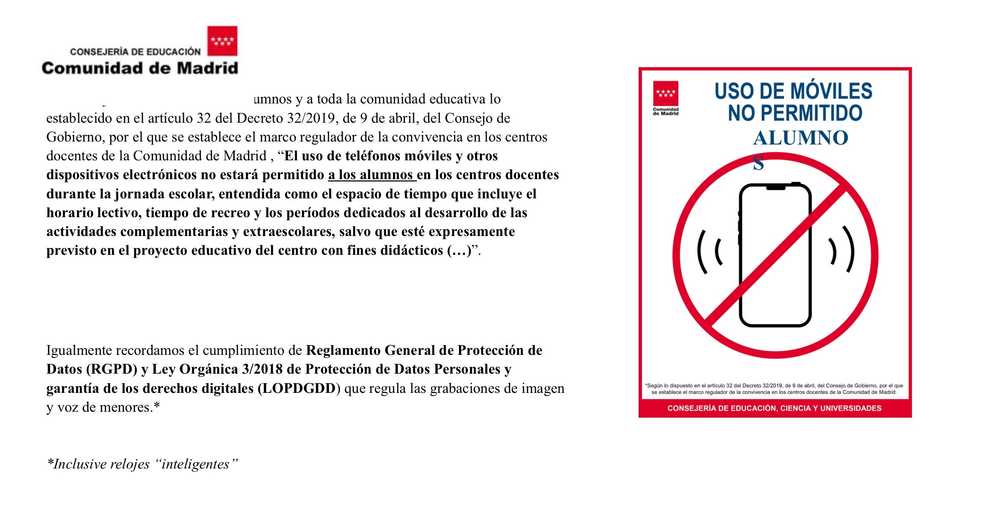 CONSEJERÍA DE EDUCACIÓN
Comunidad de Madrid
y a toda la comunidad educativa lo
establecido en el artículo 32 del Decreto 32/2019, de 9 de abril, del Consejo de
Gobierno, por el que se establece el marco regulador de la convivencia en los centros
docentes de la Comunidad de Madrid , “El uso de teléfonos móviles y otros
dispositivos electrónicos no estará permitido a los alumnos en los centros docentes
durante la jornada escolar, entendida como el espacio de tiempo que incluye el
horario lectivo, tiempo de recreo y los períodos dedicados al desarrollo de las
actividades complementarias y extraescolares, salvo que esté expresamente
previsto en el proyecto educativo del centro con fines didácticos (…)”.
Igualmente recordamos el cumplimiento de Reglamento General de Protección de
Datos (RGPD) y Ley Orgánica 3/2018 de Protección de Datos Personales y
garantía de los derechos digitales (LOPDGDD) que regula las grabaciones de imagen
y voz de menores.*
*Inclusive relojes “inteligentes”
Comunidad
de Madrid
USO DE MÓVILES
NO PERMITIDO
ALUMNO
S
*Según lo dispuesto en el artículo 32 del Decreto 32/2019, de 9 de abril, del Consejo de Gobierno, por el que
se establece el marco regulador de la convivencia en los centros docentes de la Comunidad de Madrid.
CONSEJERÍA DE EDUCACIÓN, CIENCIA Y UNIVERSIDADES